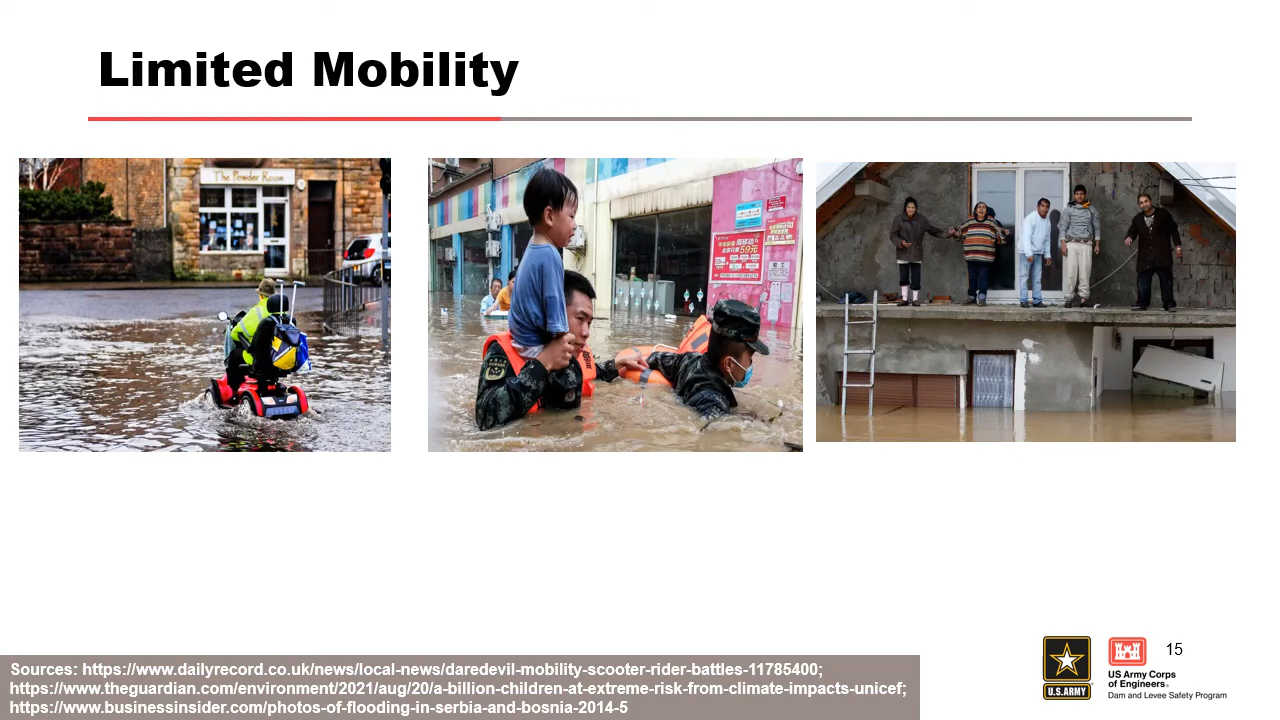 Limited Mobility
The Powder Room
Sources: https://www.dailyrecord.co.uk/news/local-news/daredevil-mobility-scooter-rider-battles-11785400;
https://www.theguardian.com/environment/2021/aug/20/a-billion-children-at-extreme-risk-from-climate-impacts-unicef;
https://www.businessinsider.com/photos-of-flooding-in-serbia-and-bosnia-2014-5
U.S.ARMY
15
US Army Corps
of Engineers®
Dam and Levee Safety Program